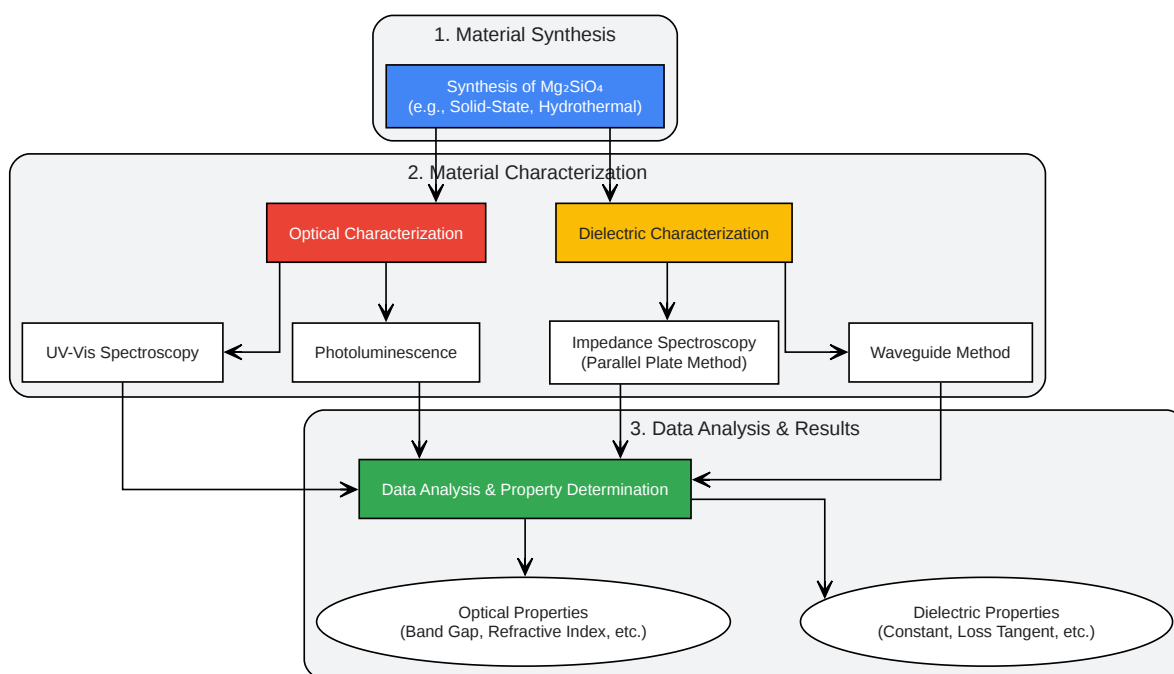 1. Material Synthesis
Synthesis of Mg₂SiO₄
(e.g., Solid-State, Hydrothermal)
2. Material Characterization
Optical Characterization
Dielectric Characterization
UV-Vis Spectroscopy
Photoluminescence
Impedance Spectroscopy
(Parallel Plate Method)
Waveguide Method
3. Data Analysis & Results
Data Analysis & Property Determination
Optical Properties
(Band Gap, Refractive Index, etc.)
Dielectric Properties
(Constant, Loss Tangent, etc.)